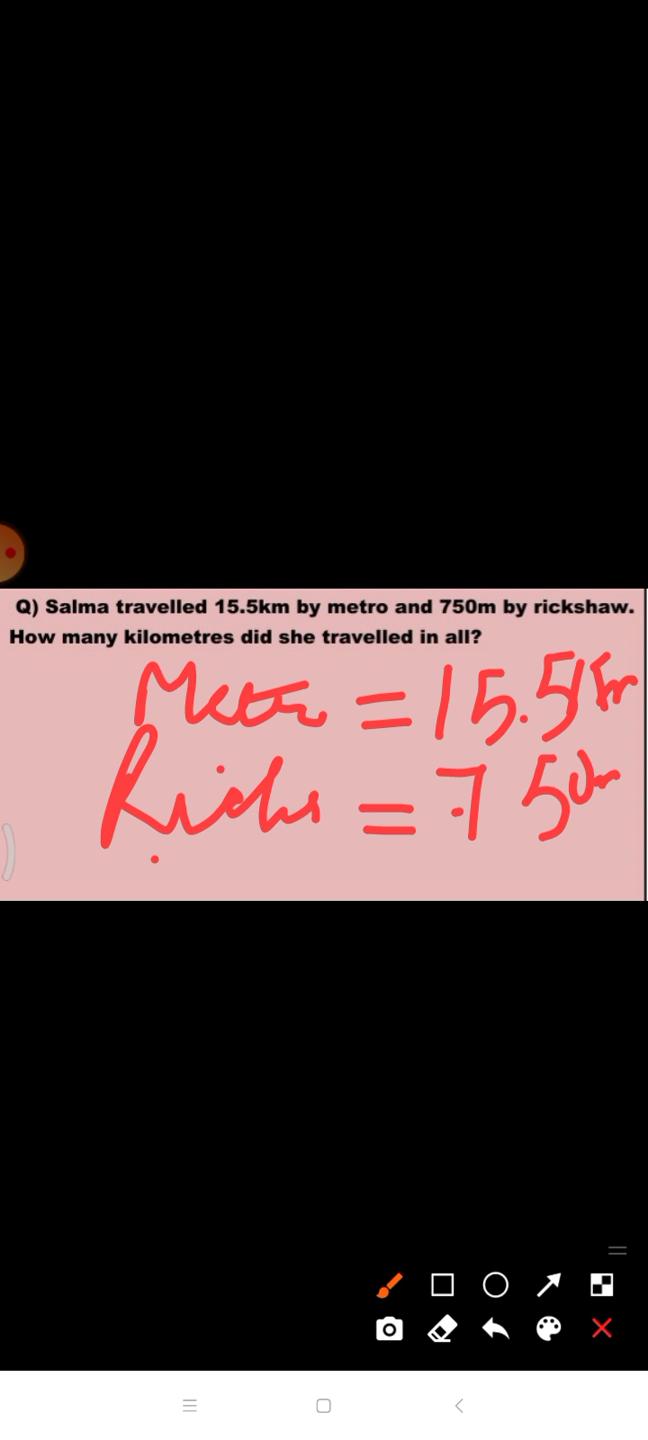 Q) Salma travelled 15.5km by metro and 750m by rickshaw.
How many kilometres did she travelled in all?
Metro = 15.5km
Ricks = .750m